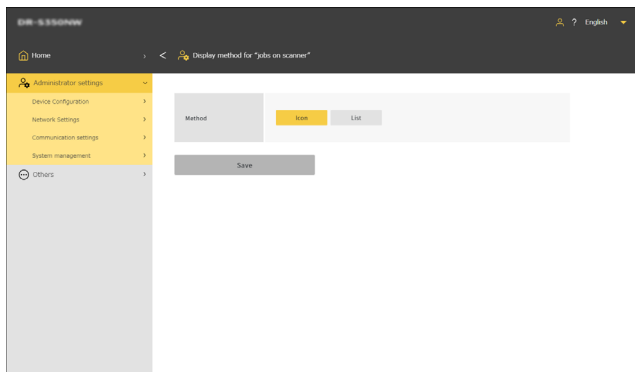 DR-S350NW
? English
Home
Display method for "jobs on scanner"
Administrator settings
Device Configuration
Network Settings
Communication settings
System management
Others
Method
Icon
List
Save